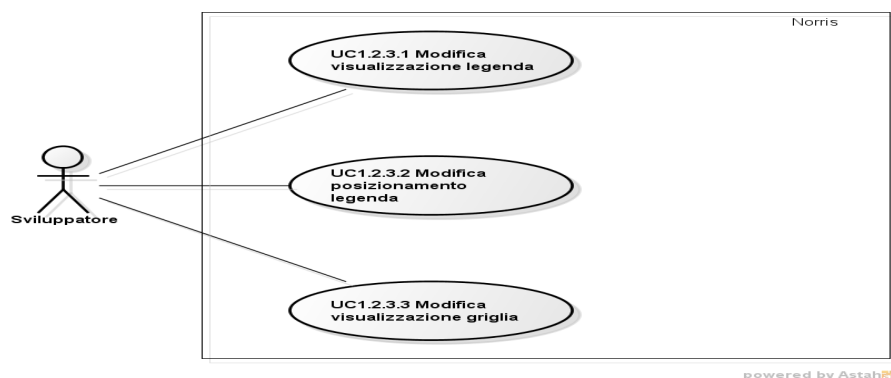 Norris
UC1.2.3.1 Modifica
visualizzazione legenda
UC1.2.3.2 Modifica
posizionamento
legenda
Sviluppatore
UC1.2.3.3 Modifica
visualizzazione griglia
powered by Astah